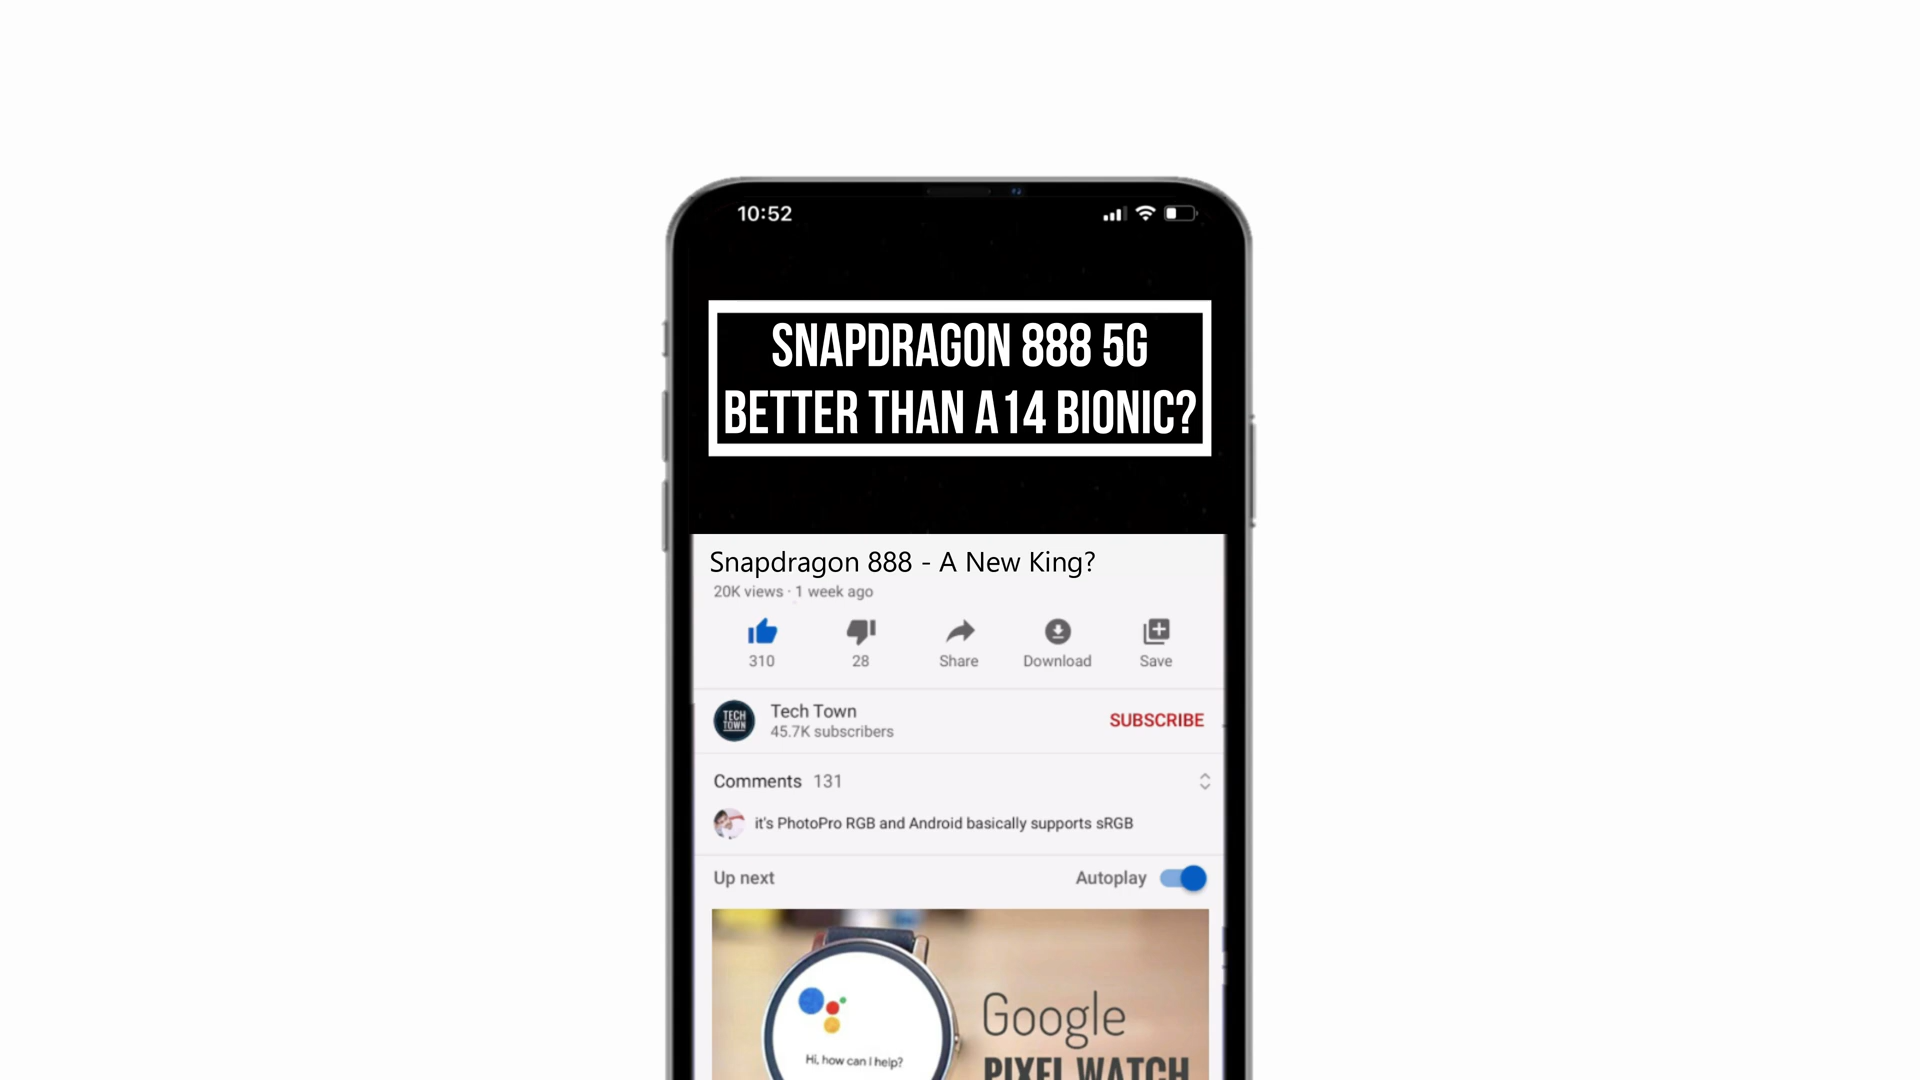 10:52
SNAPDRAGON 888 5G
BETTER THAN A14 BIONIC?
Snapdragon 888 - A New King?
20K views · 1 week ago
310
28
Share
Download
Save
TECH
TOWN
Tech Town
45.7K subscribers
SUBSCRIBE
Comments 131
it's PhotoPro RGB and Android basically supports sRGB
Up next
Autoplay
Hi, how can I help?
Google
PIXEL WATCH